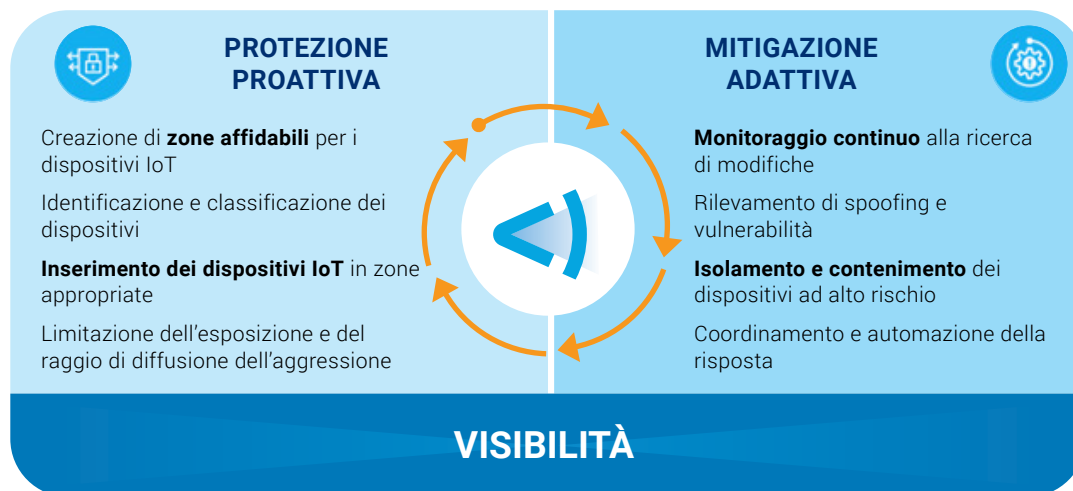 PROTEZIONE
PROATTIVA
Creazione di zone affidabili per i
dispositivi IoT
Identificazione e classificazione dei
dispositivi
Inserimento dei dispositivi IoT in zone
appropriate
Limitazione dell'esposizione e del
raggio di diffusione dell'aggressione
MITIGAZIONE
ADATTIVA
Monitoraggio continuo alla ricerca
di modifiche
Rilevamento di spoofing e
vulnerabilità
Isolamento e contenimento dei
dispositivi ad alto rischio
Coordinamento e automazione della
risposta
VISIBILITÀ